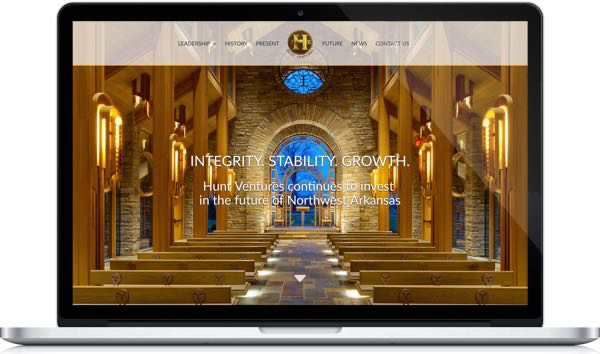 LEADERSHIP HISTORY PRESENT H FUTURE NEWS CONTACT US
INTEGRITY. STABILITY. GROWTH.
Hunt Ventures continues to invest
in the future of Northwest Arkansas